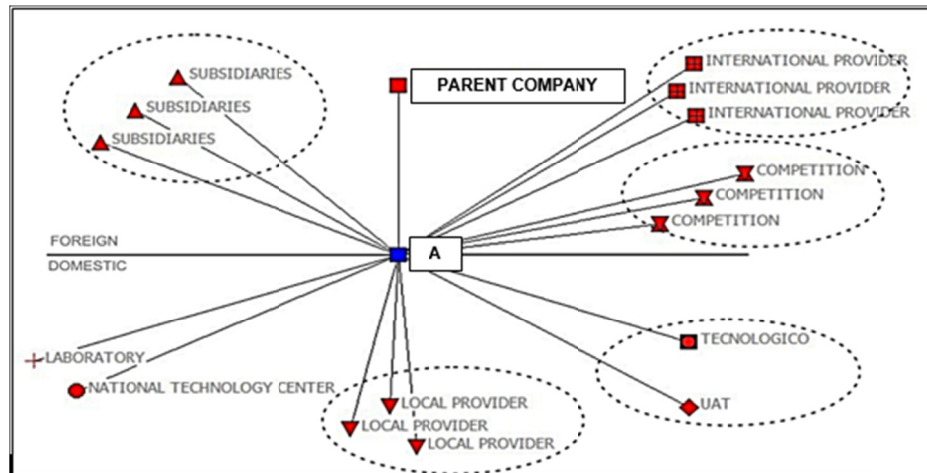 SUBSIDIARIES
SUBSIDIARIES
SUBSIDIARIES
PARENT COMPANY
INTERNATIONAL PROVIDER
INTERNATIONAL PROVIDER
INTERNATIONAL PROVIDER
COMPETITION
COMPETITION
COMPETITION
FOREIGN
DOMESTIC
A
LABORATORY
NATIONAL TECHNOLOGY CENTER
LOCAL PROVIDER
LOCAL PROVIDER
LOCAL PROVIDER
TECNOLOGICO
UAT